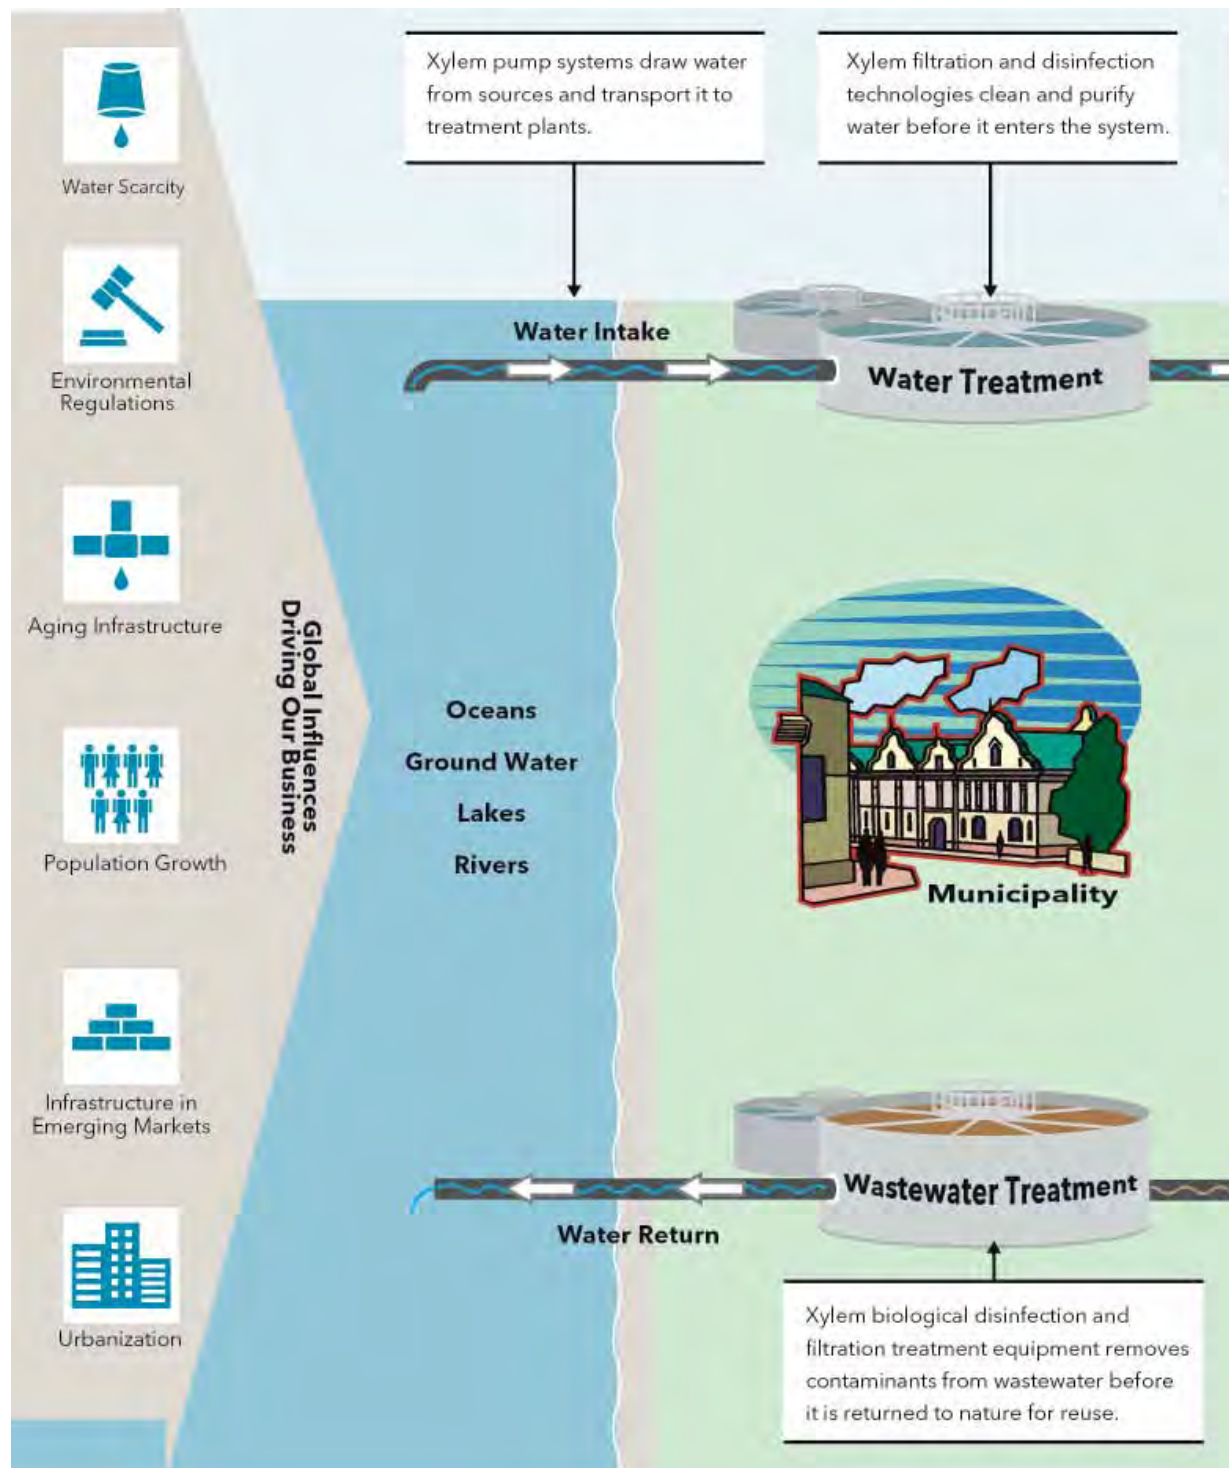 Xylem pump systems draw water
from sources and transport it to
treatment plants.
Xylem filtration and disinfection
technologies clean and purify
water before it enters the system.
Water Scarcity
Environmental
Regulations
Aging Infrastructure
Population Growth
Infrastructure in
Emerging Markets
Urbanization
Global Influences
Driving Our Business
Water Intake
Water Treatment
Oceans
Ground Water
Lakes
Rivers
Municipality
Wastewater Treatment
Water Return
Xylem biological disinfection and
filtration treatment equipment removes
contaminants from wastewater before
it is returned to nature for reuse.